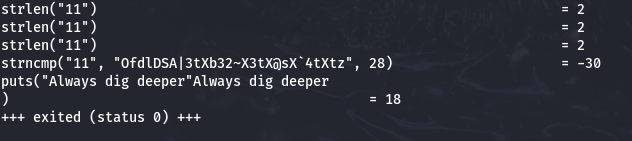 strlen("11") = 2
strlen("11") = 2
strlen("11") = 2
strncmp("11", "OfdlDSA|3tXb32~X3tX@sX`4tXtz", 28) = -30
puts("Always dig deeper"Always dig deeper
) = 18
+++ exited (status 0) +++